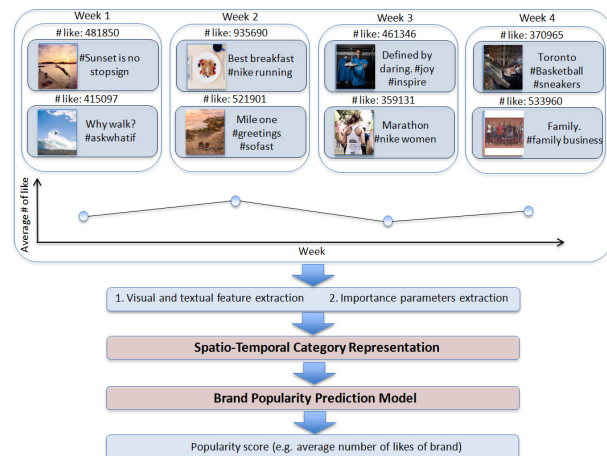 Week 1
# like: 481850
#Sunset is no
stopsign
# like: 415097
Why walk?
#askwhatif
Week 2
# like: 935690
Best breakfast
#nike running
# like: 521901
Mile one
#greetings
#sofast
Week 3
# like: 461346
Defined by
daring. #joy
#inspire
# like: 359131
Marathon
#nike women
Week 4
# like: 370965
Toronto
#Basketball
#sneakers
# like: 533960
Family.
#family business
Average # of like
Week
1. Visual and textual feature extraction 2. Importance parameters extraction
Spatio-Temporal Category Representation
Brand Popularity Prediction Model
Popularity score (e.g. average number of likes of brand)